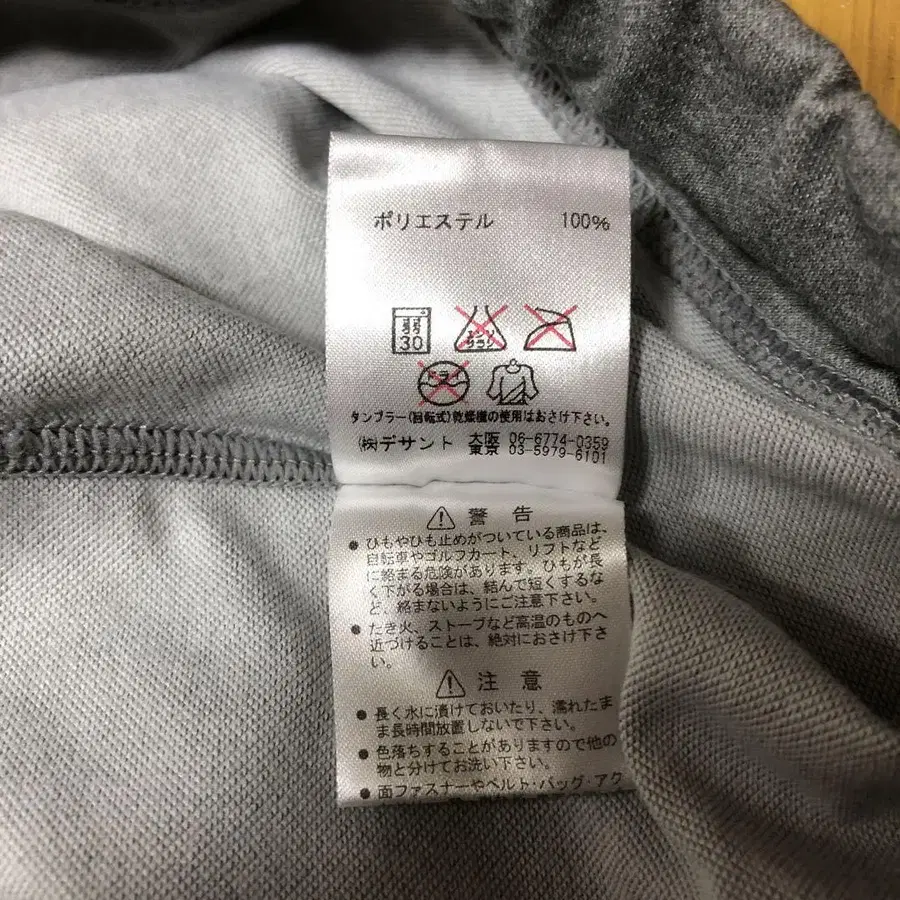 ポリエステル 100%
弱
30
エンソ
サラシ
ドライ
タンブラー(回転式)乾燥機の使用はおさけ下さい。
㈱デサント 大阪 06-6774-0359
東京 03-5979-6101
警告
● ひもやひも止めがついている商品は、
自転車やゴルフカート、リフトなど
に絡まる危険があります。ひもが長
く下がる場合は、結んで短くするな
ど、絡まないようにご注意下さい。
● たき火、ストーブなど高温のものへ
近づけることは、絶対におさけ下さ
い。
注意
● 長く水に漬けておいたり、濡れたま
ま長時間放置しないで下さい。
● 色落ちすることがありますので他の
物と分けてお洗い下さい。
● 面ファスナーやベルト・バッグ・アク